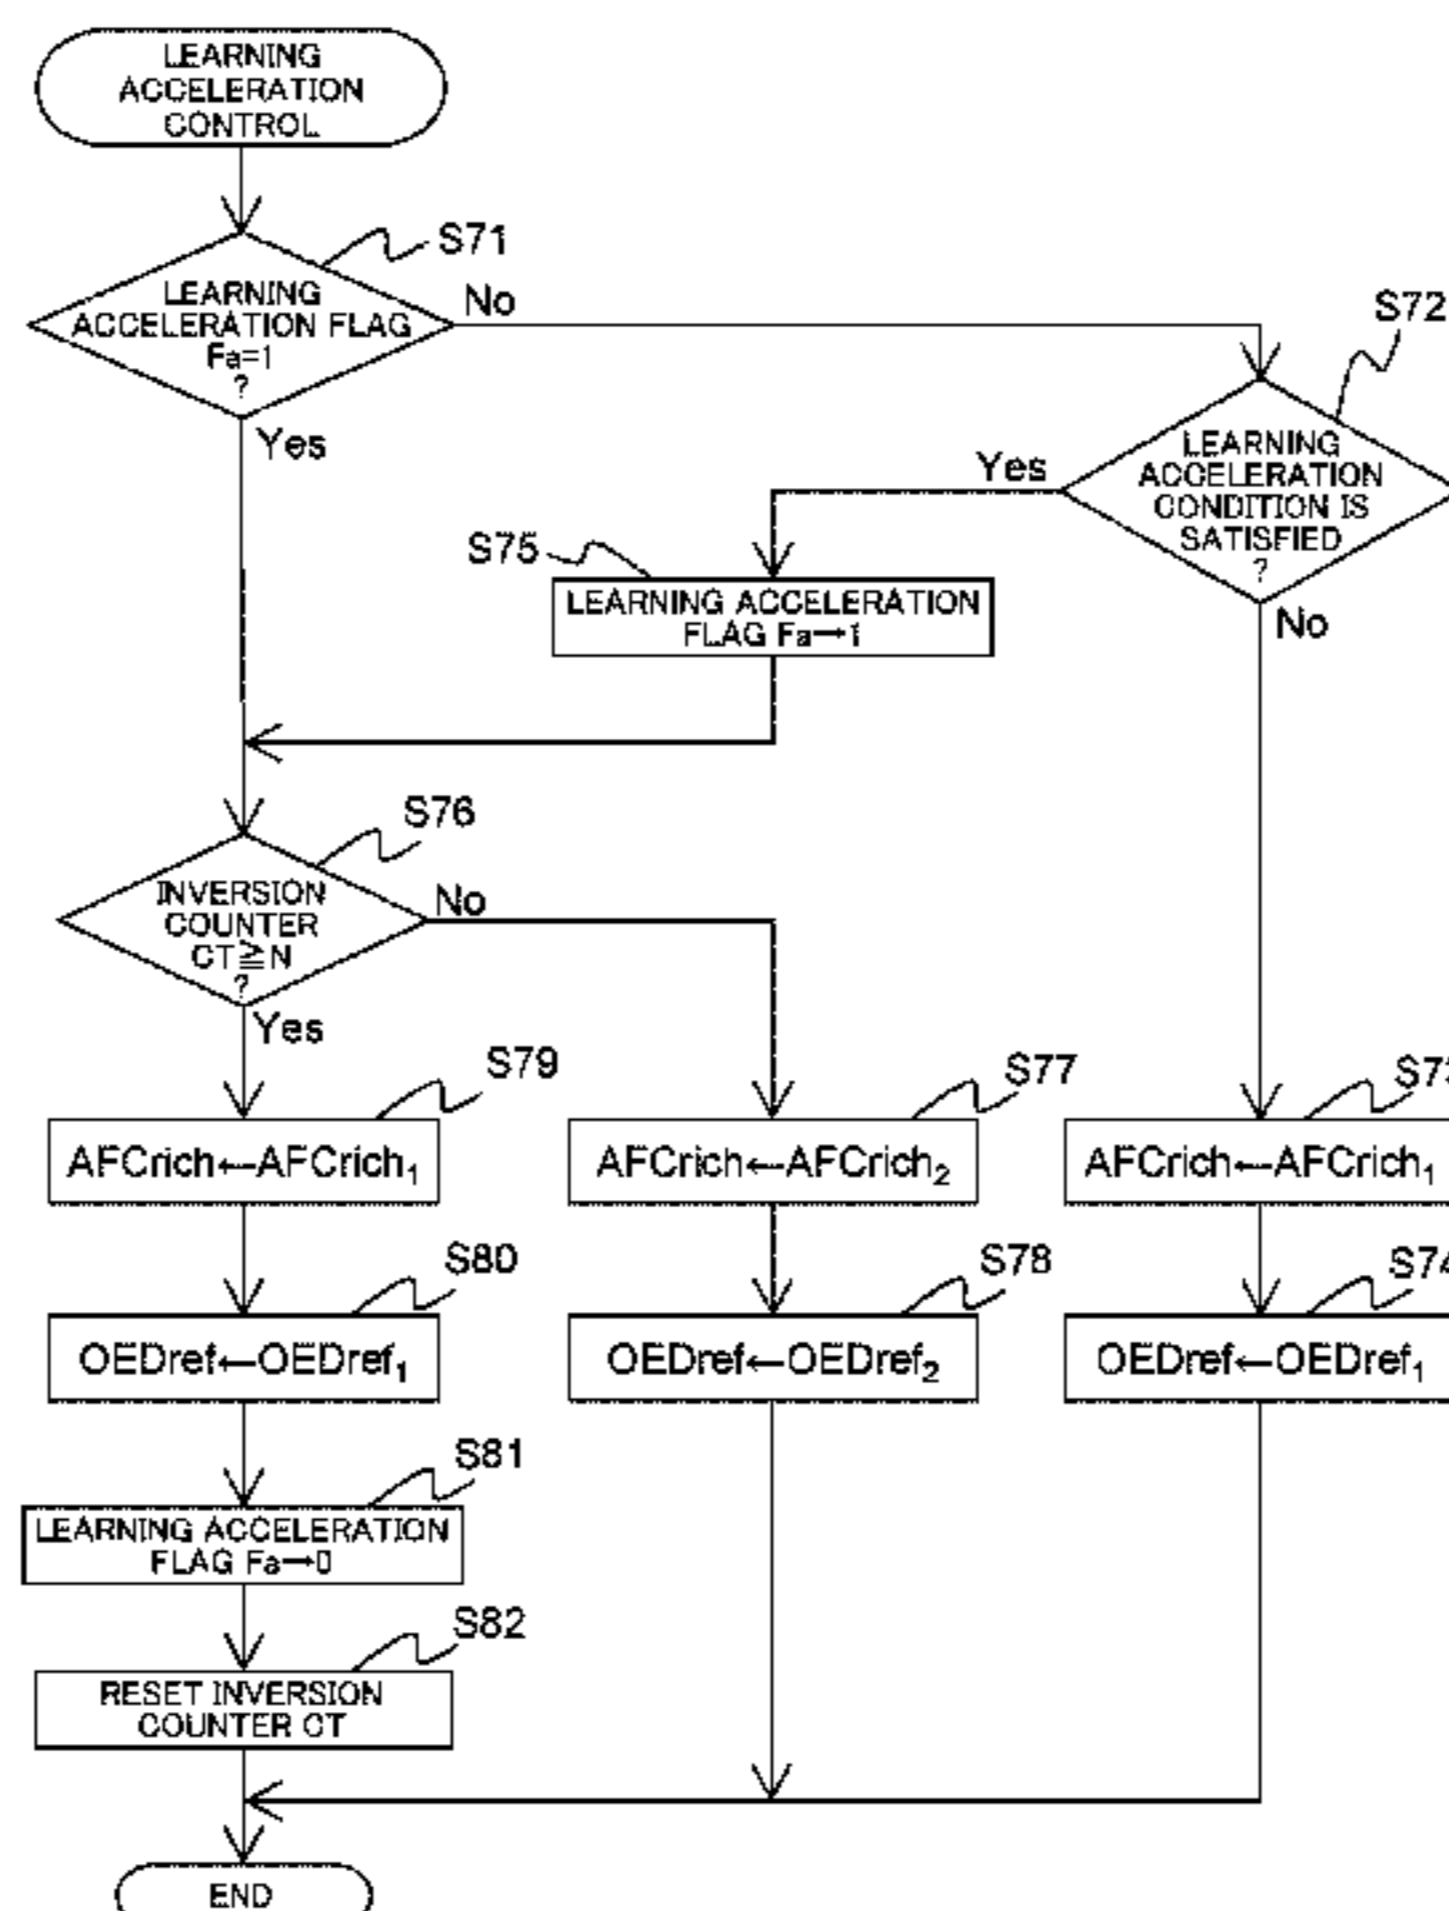 LEARNING
ACCELERATION
CONTROL
S71
LEARNING
ACCELERATION FLAG
Fa=1
?
No
Yes
S72
LEARNING
ACCELERATION
CONDITION IS
SATISFIED
?
Yes
No
S75
LEARNING ACCELERATION
FLAG Fa→1
S76
INVERSION
COUNTER
CT≧N
?
No
Yes
S79
AFCrich←AFCrich₁
S77
AFCrich←AFCrich₂
AFCrich←AFCrich₁
S80
OEDref←OEDref₁
S78
OEDref←OEDref₂
S74
OEDref←OEDref₁
S81
LEARNING ACCELERATION
FLAG Fa→0
S82
RESET INVERSION
COUNTER CT
END